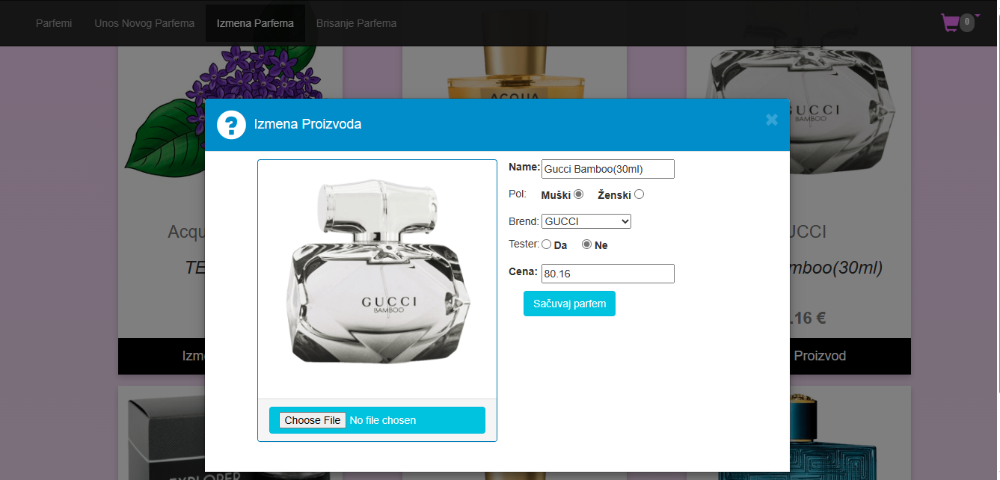 Parfemi Unos Novog Parfema Izmena Parfema Brisanje Parfema 0
ACQUA
GUCCI
BAMBOO
Izmena Proizvoda
Name: Gucci Bamboo(30ml)
Pol: Muški Ženski
Brend: GUCCI
Tester: Da Ne
Cena: 80.16
Sačuvaj parfem
GUCCI
BAMBOO
Acqu UCCI
TE mboo(30ml)
.16 €
Izme Proizvod
Choose File No file chosen
EXPLORER